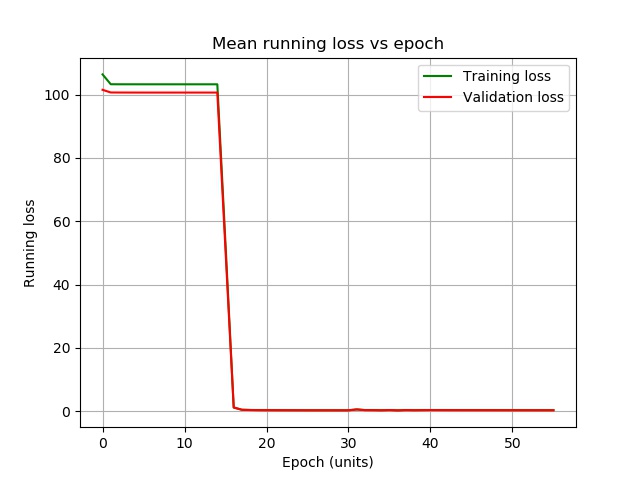 Mean running loss vs epoch
Training loss
Validation loss
100
80
60
40
20
0
Running loss
0 10 20 30 40 50
Epoch (units)